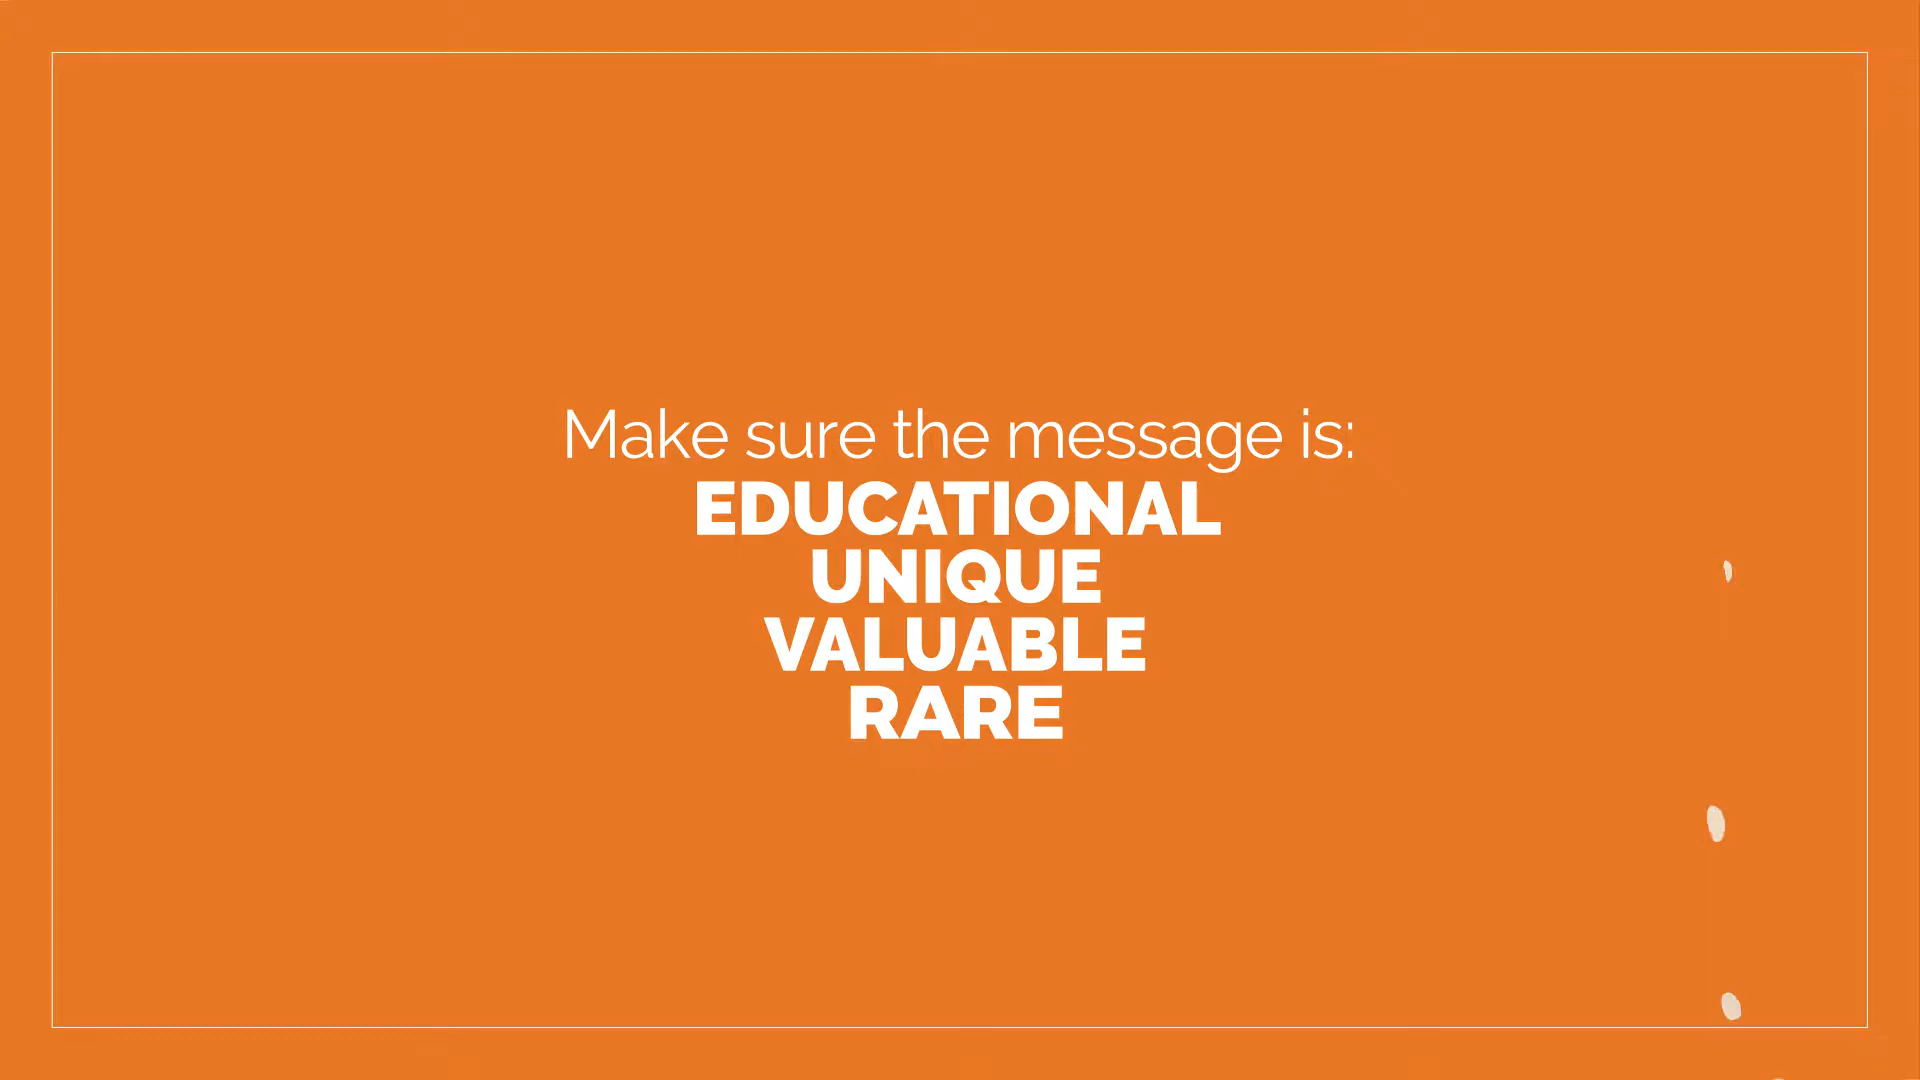 Make sure the message is:
EDUCATIONAL
UNIQUE
VALUABLE
RARE